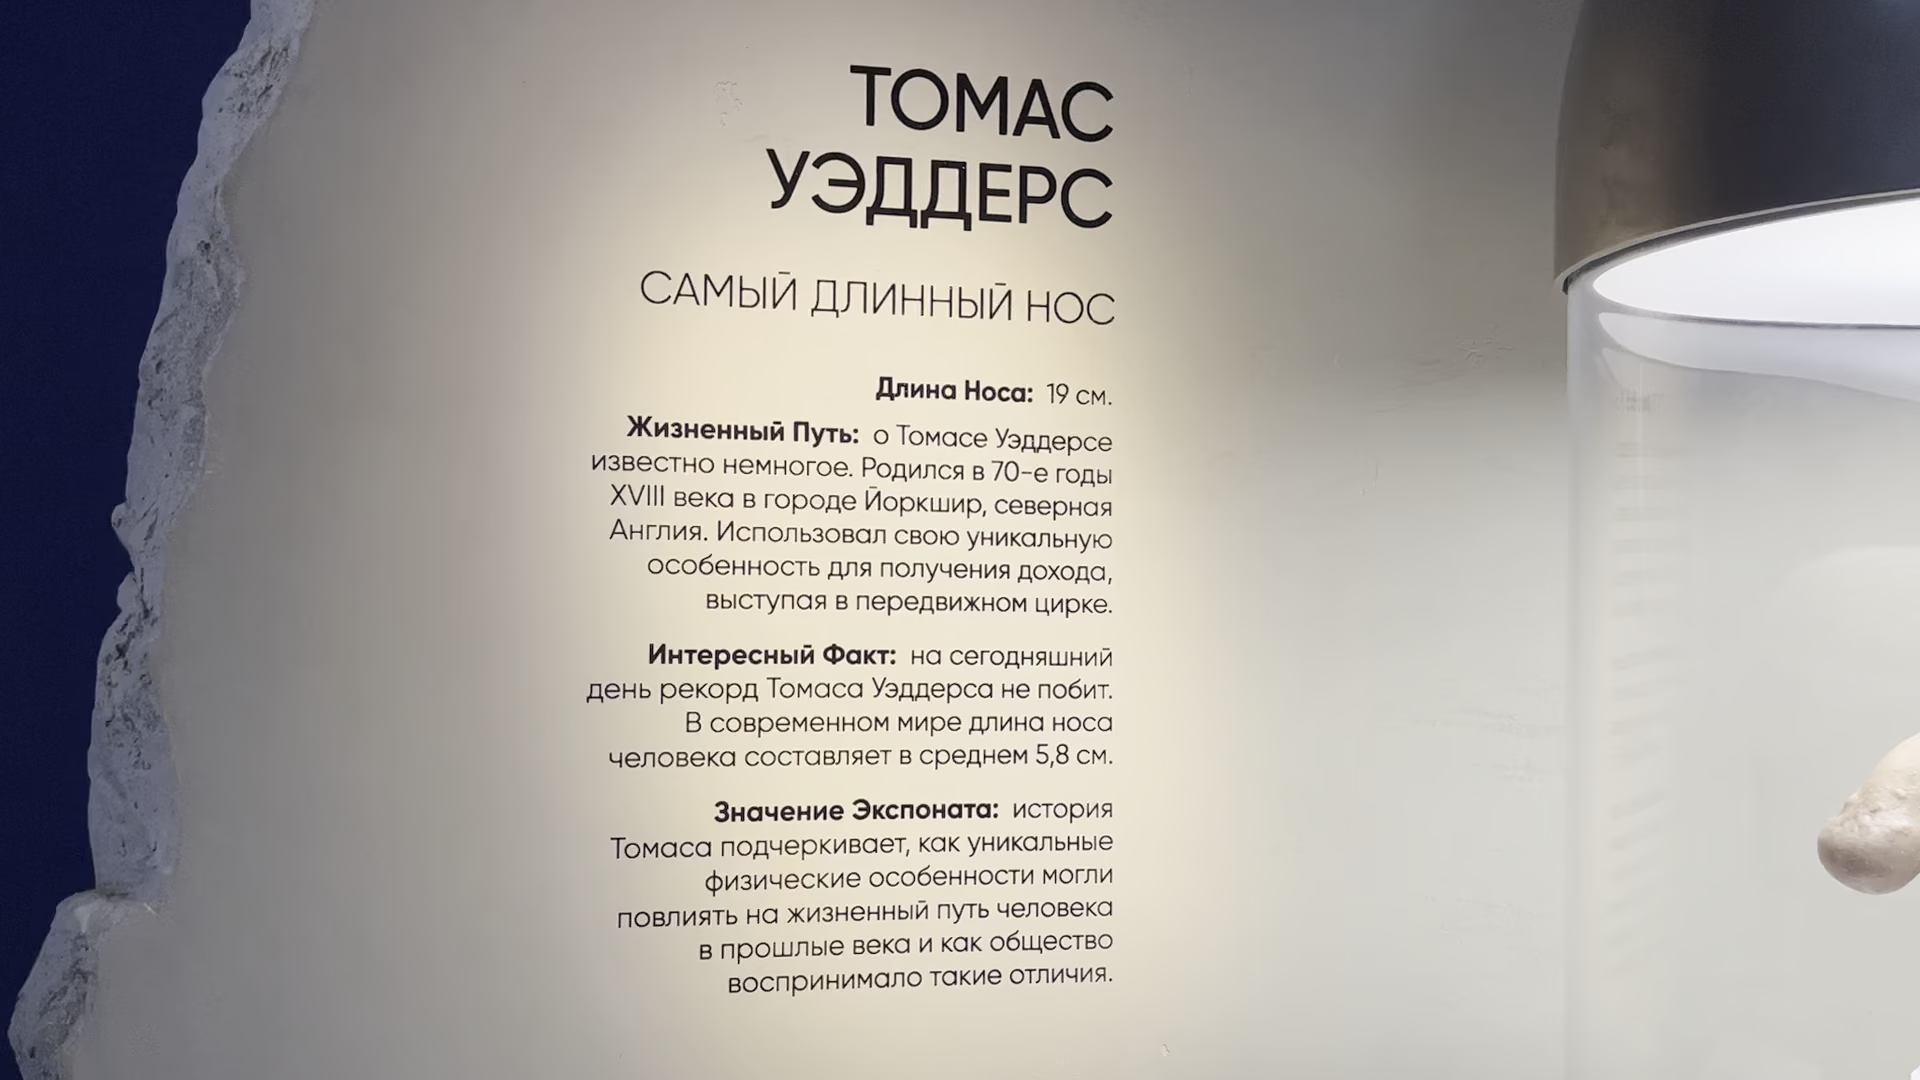 ТОМАС
УЭДДЕРС
САМЫЙ ДЛИННЫЙ НОС
Длина Носа: 19 см.
Жизненный Путь: о Томасе Уэддерсе
известно немногое. Родился в 70-е годы
XVIII века в городе Йоркшир, северная
Англия. Использовал свою уникальную
особенность для получения дохода,
выступая в передвижном цирке.
Интересный Факт: на сегодняшний
день рекорд Томаса Уэддерса не побит.
В современном мире длина носа
человека составляет в среднем 5,8 см.
Значение Экспоната: история
Томаса подчеркивает, как уникальные
физические особенности могли
повлиять на жизненный путь человека
в прошлые века и как общество
воспринимало такие отличия.